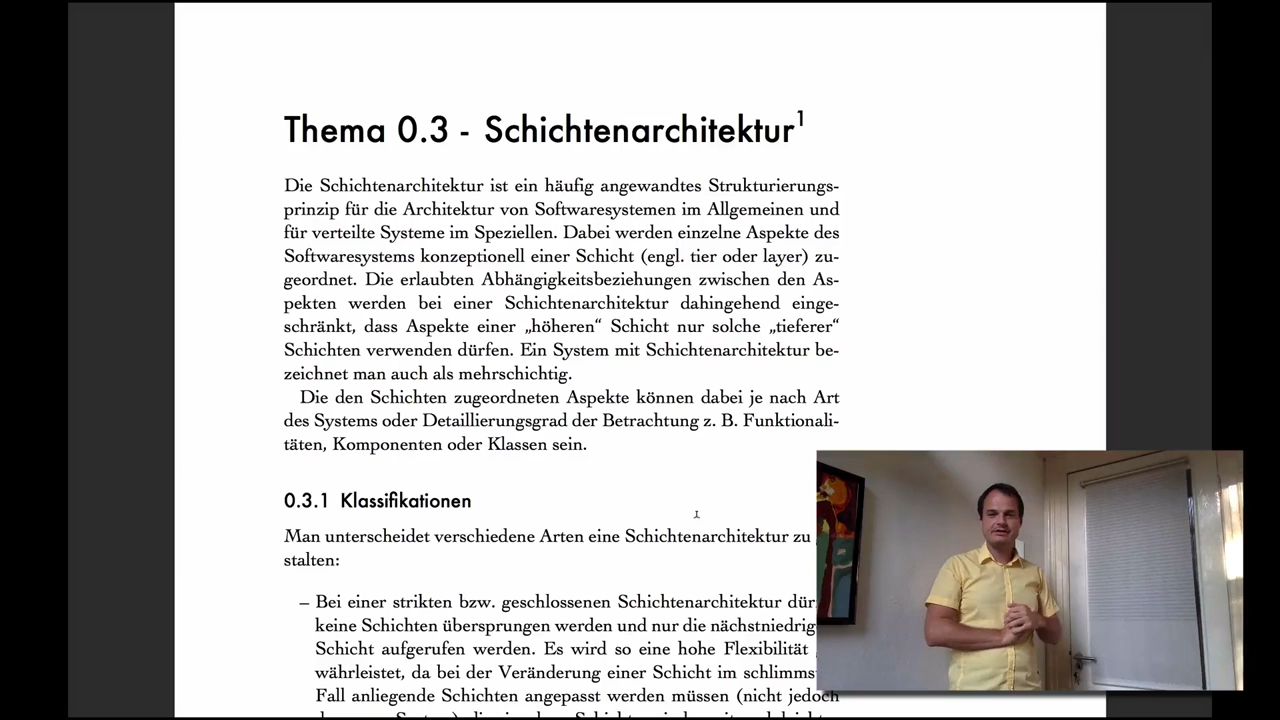 Thema 0.3 - Schichtenarchitektur¹
Die Schichtenarchitektur ist ein häufig angewandtes Strukturierungs-
prinzip für die Architektur von Softwaresystemen im Allgemeinen und
für verteilte Systeme im Speziellen. Dabei werden einzelne Aspekte des
Softwaresystems konzeptionell einer Schicht (engl. tier oder layer) zu-
geordnet. Die erlaubten Abhängigkeitsbeziehungen zwischen den As-
pekten werden bei einer Schichtenarchitektur dahingehend einge-
schränkt, dass Aspekte einer „höheren“ Schicht nur solche „tieferer“
Schichten verwenden dürfen. Ein System mit Schichtenarchitektur be-
zeichnet man auch als mehrschichtig.
Die den Schichten zugeordneten Aspekte können dabei je nach Art
des Systems oder Detaillierungsgrad der Betrachtung z. B. Funktionali-
täten, Komponenten oder Klassen sein.
0.3.1 Klassifikationen
Man unterscheidet verschiedene Arten eine Schichtenarchitektur zu
stalten:
– Bei einer strikten bzw. geschlossenen Schichtenarchitektur dür
keine Schichten übersprungen werden und nur die nächstniedrig
Schicht aufgerufen werden. Es wird so eine hohe Flexibilität
währleistet, da bei der Veränderung einer Schicht im schlimms
Fall anliegende Schichten angepasst werden müssen (nicht jedoch